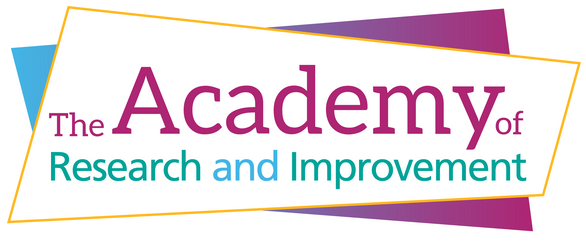 The Academy of
Research and Improvement